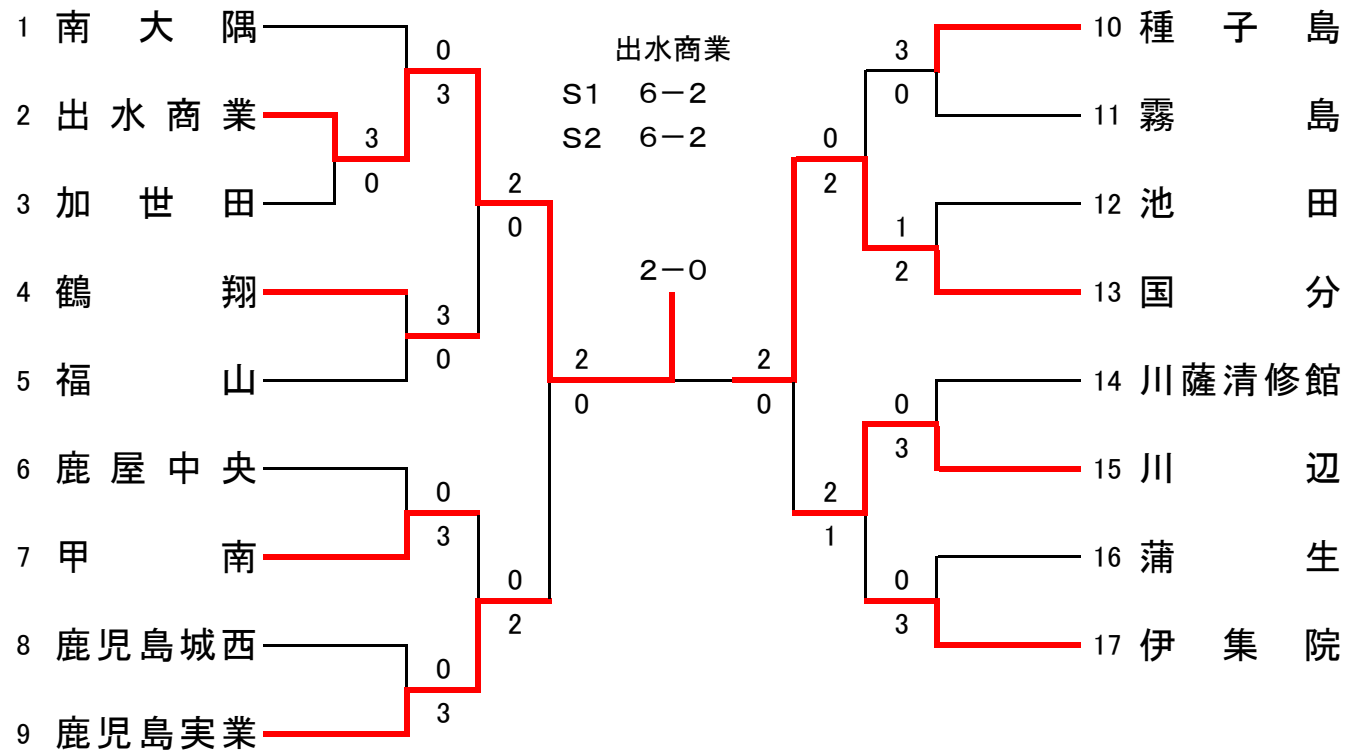 1 南大隅
2 出水商業
3 加世田
4 鶴翔
5 福山
6 鹿屋中央
7 甲南
8 鹿児島城西
9 鹿児島実業
0
3
3
0
2
0
3
0
0
3
0
2
0
3
2
0
出水商業
S1 6-2
S2 6-2
2-0
2
0
0
2
2
1
3
0
1
2
0
3
0
3
10 種子島
11 霧島
12 池田
13 国分
14 川薩清修館
15 川辺
16 蒲生
17 伊集院